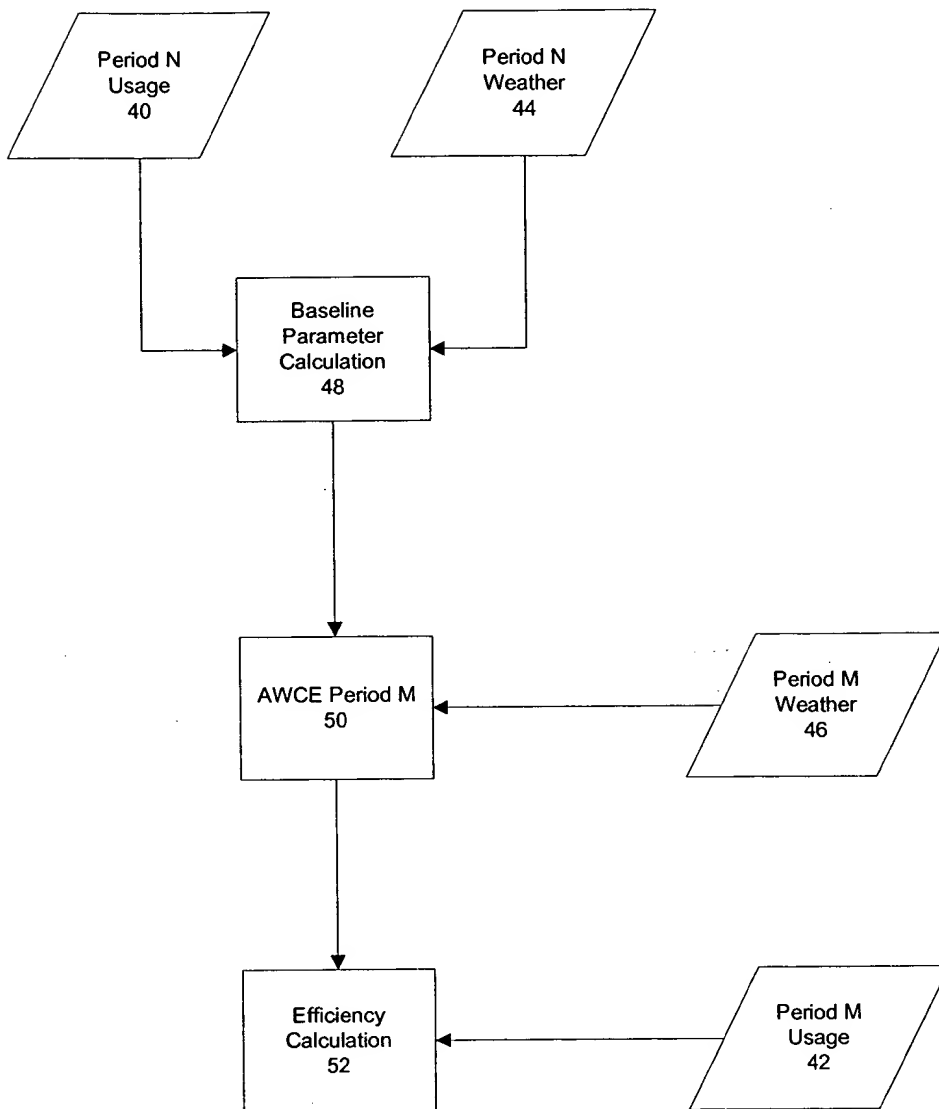 Period N
Usage
40
Period N
Weather
44
Baseline
Parameter
Calculation
48
AWCE Period M
50
Period M
Weather
46
Efficiency
Calculation
52
Period M
Usage
42